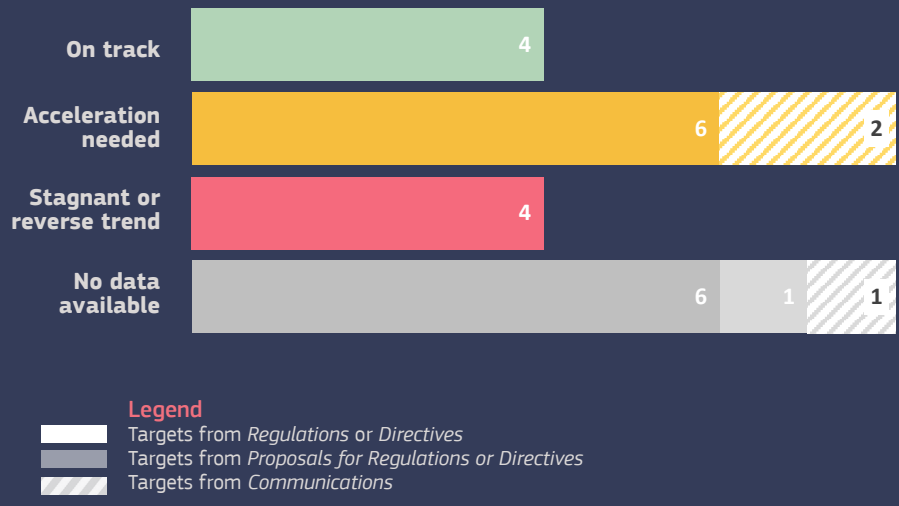 On track
4
Acceleration
needed
6
2
Stagnant or
reverse trend
4
No data
available
6
1
1
Legend
Targets from Regulations or Directives
Targets from Proposals for Regulations or Directives
Targets from Communications